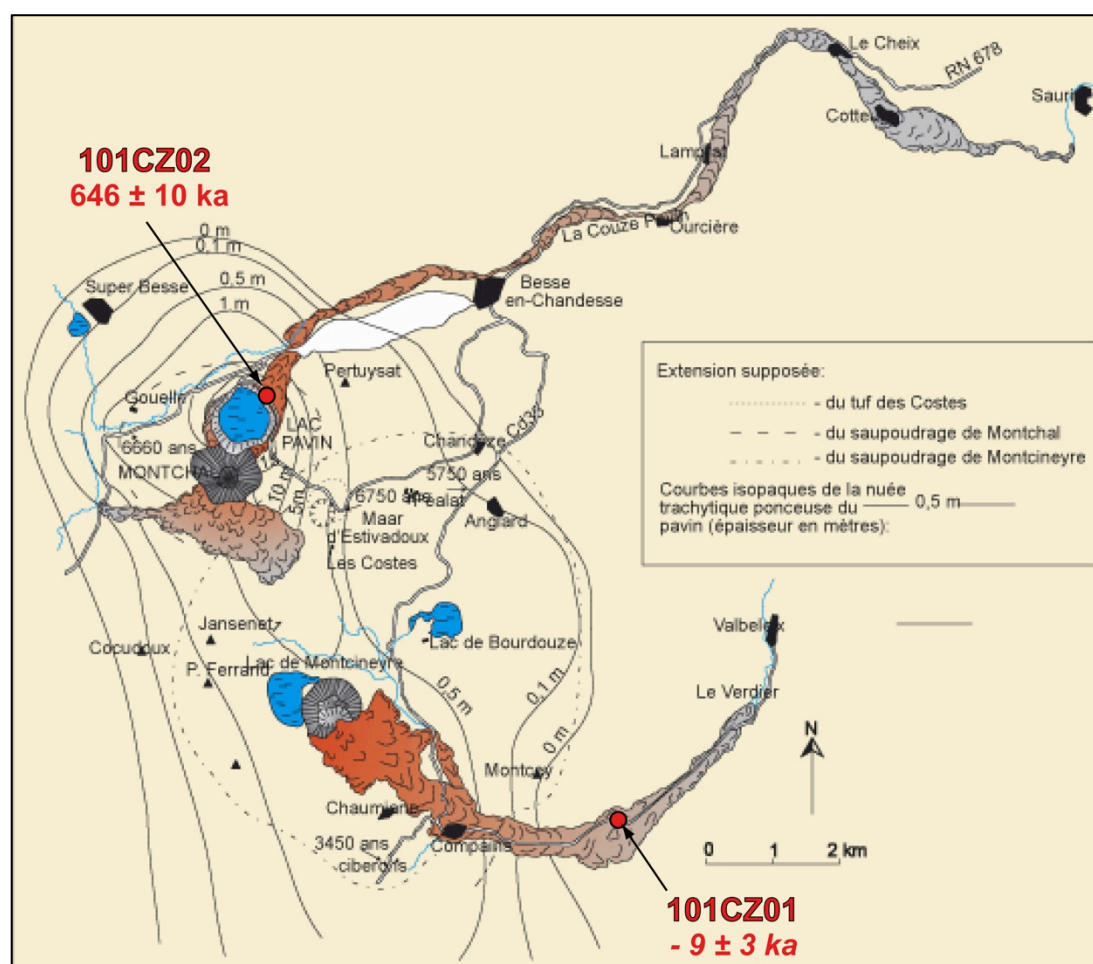 Le Cheix
RN 678
Cotteu
Sauri
101CZ02
646 ± 10 ka
0 m
0,1 m
0,5 m
1 m
Super Besse
La Couze Pavin
Ourcière
Besse
en-Chandesse
Gouelle
Pertuysat
LAC
PAVIN
6660 ans
MONTCHAL
10 m
5m
Cd33
5750 ans
6750 ans
Maar
d'Estivadoux
Les Costes
Anglard
Extension supposée:
- du tuf des Costes
- du saupoudrage de Montchal
- du saupoudrage de Montcineyre
Courbes isopaques de la nuée
trachytique ponceuse du
pavin (épaisseur en mètres):
0,5 m
Jansenet
Cocudoux
P. Ferrand
Lac de Montcineyre
Lac de Bourdouze
0,5 m
0,1 m
0 m
Valbeleix
Le Verdier
N
Montcey
Chaumiane
3450 ans
Compains
0 1 2 km
101CZ01
- 9 ± 3 ka